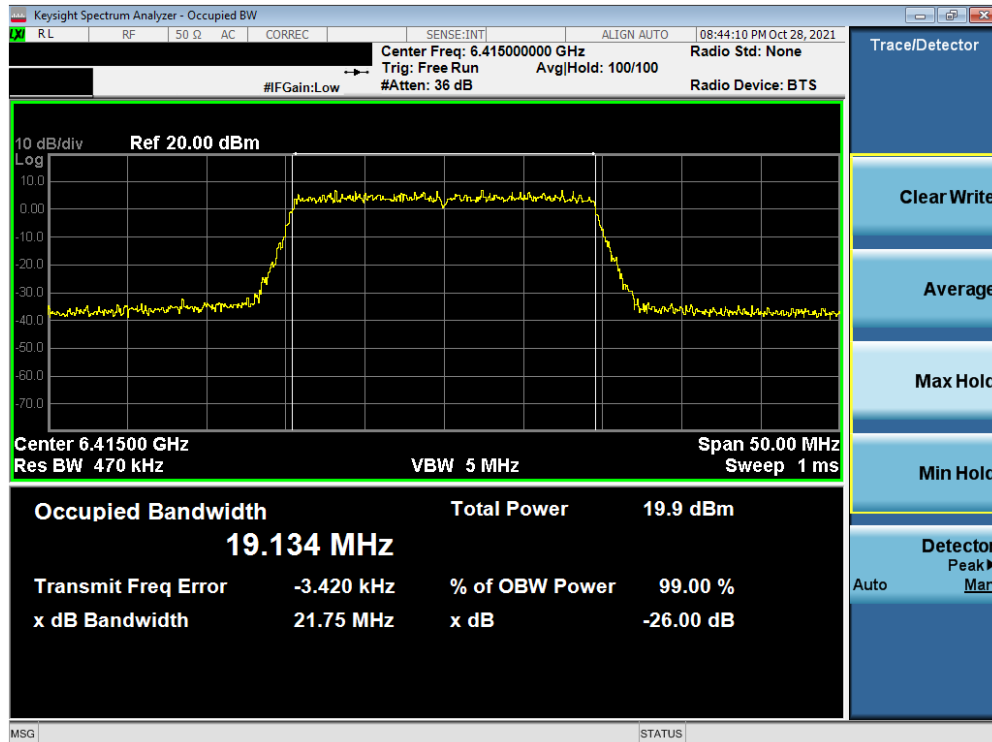 Keysight Spectrum Analyzer - Occupied BW
LXI RL RF 50 Ω AC CORREC SENSE:INT ALIGN AUTO 08:44:10 PM Oct 28, 2021
Center Freq: 6.415000000 GHz Radio Std: None
Trig: Free Run Avg|Hold: 100/100
#IFGain:Low #Atten: 36 dB Radio Device: BTS
Trace/Detector
10 dB/div Ref 20.00 dBm
Log
10.0
0.00
-10.0
-20.0
-30.0
-40.0
-50.0
-60.0
-70.0
Center 6.41500 GHz Span 50.00 MHz
Res BW 470 kHz VBW 5 MHz Sweep 1 ms
Occupied Bandwidth Total Power 19.9 dBm
19.134 MHz
Transmit Freq Error -3.420 kHz % of OBW Power 99.00 %
x dB Bandwidth 21.75 MHz x dB -26.00 dB
Clear Write
Average
Max Hold
Min Hold
Detector
Peak▶
Auto Man
MSG STATUS